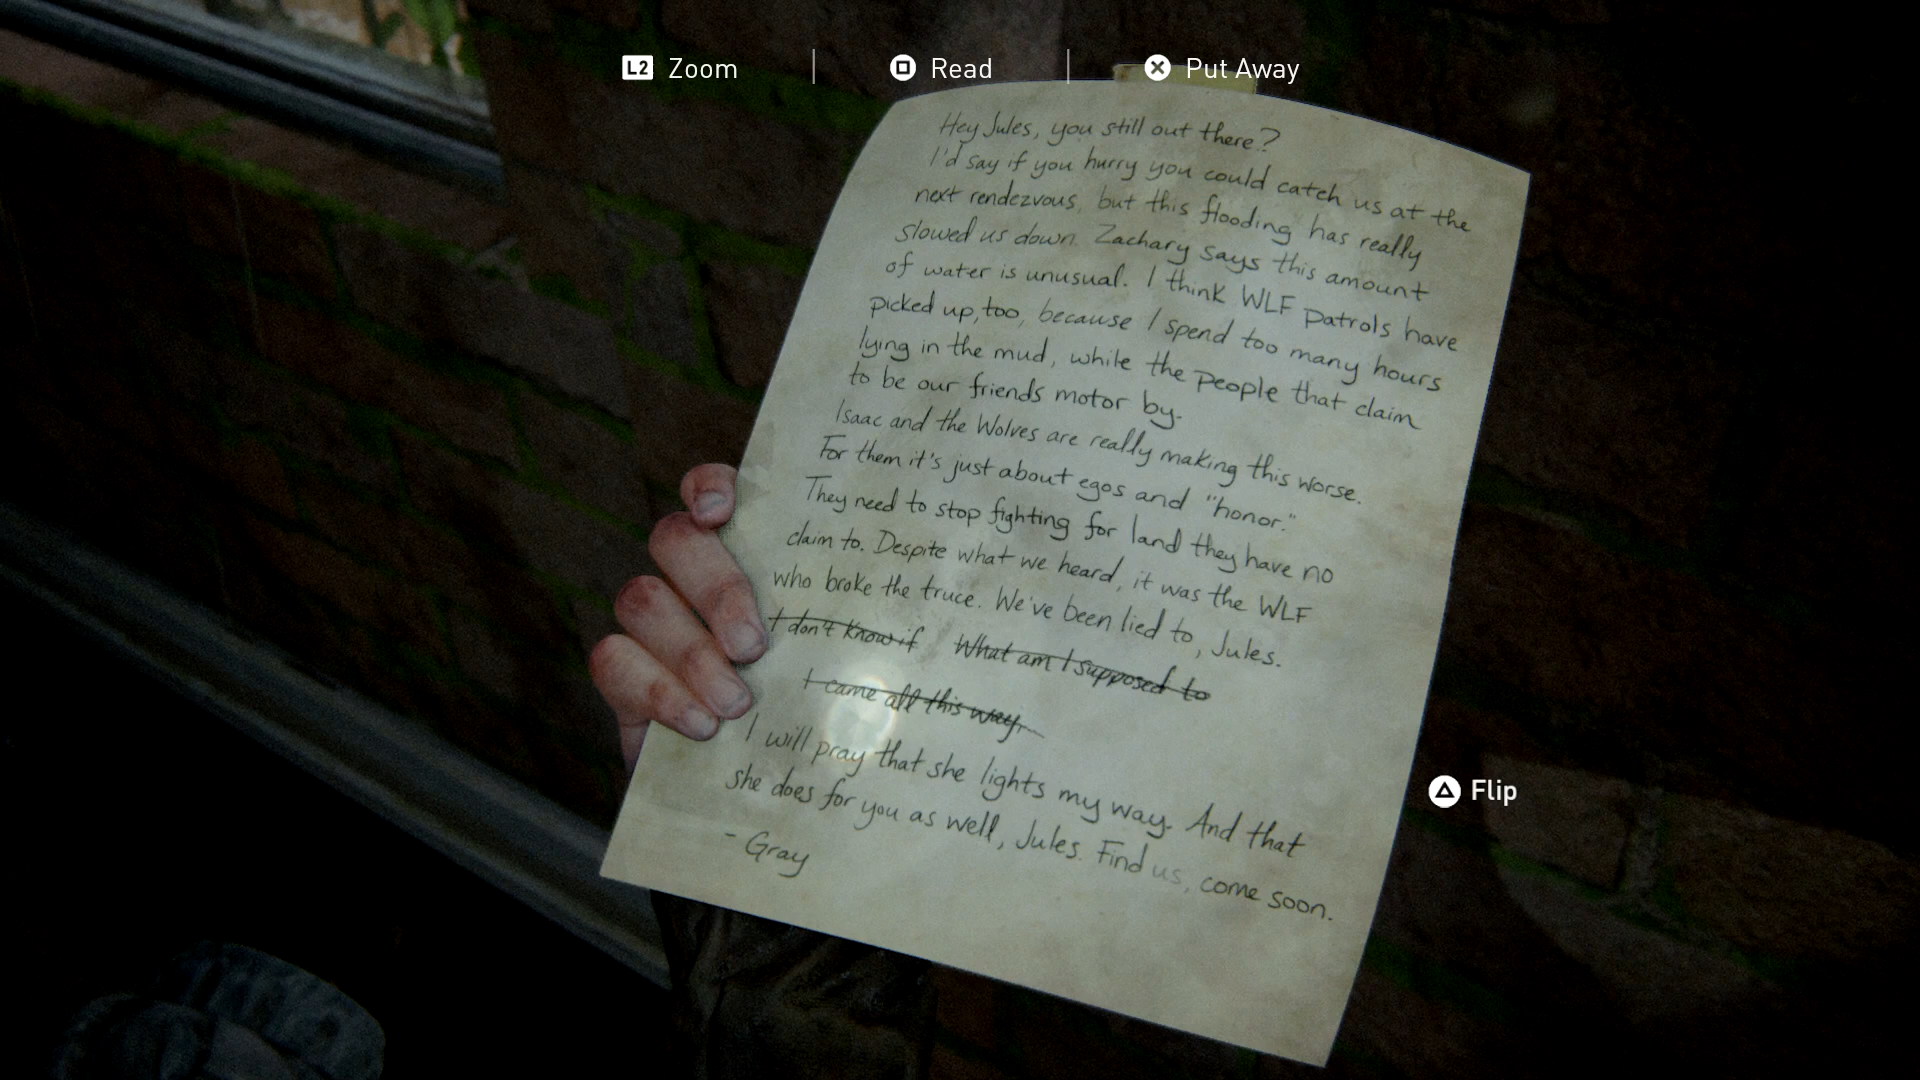 L2 Zoom | Read | Put Away
Hey Jules, you still out there?
I'd say if you hurry you could catch us at the
next rendezvous, but this flooding has really
slowed us down. Zachary says this amount
of water is unusual. I think WLF patrols have
picked up, too, because I spend too many hours
lying in the mud, while the people that claim
to be our friends motor by.
Isaac and the Wolves are really making this worse.
For them it's just about egos and "honor."
They need to stop fighting for land they have no
claim to. Despite what we heard, it was the WLF
who broke the truce. We've been lied to, Jules.
I don't know if What am I supposed to
I came all this way,
I will pray that she lights my way. And that
she does for you as well, Jules. Find us, come soon.
- Gray
Flip